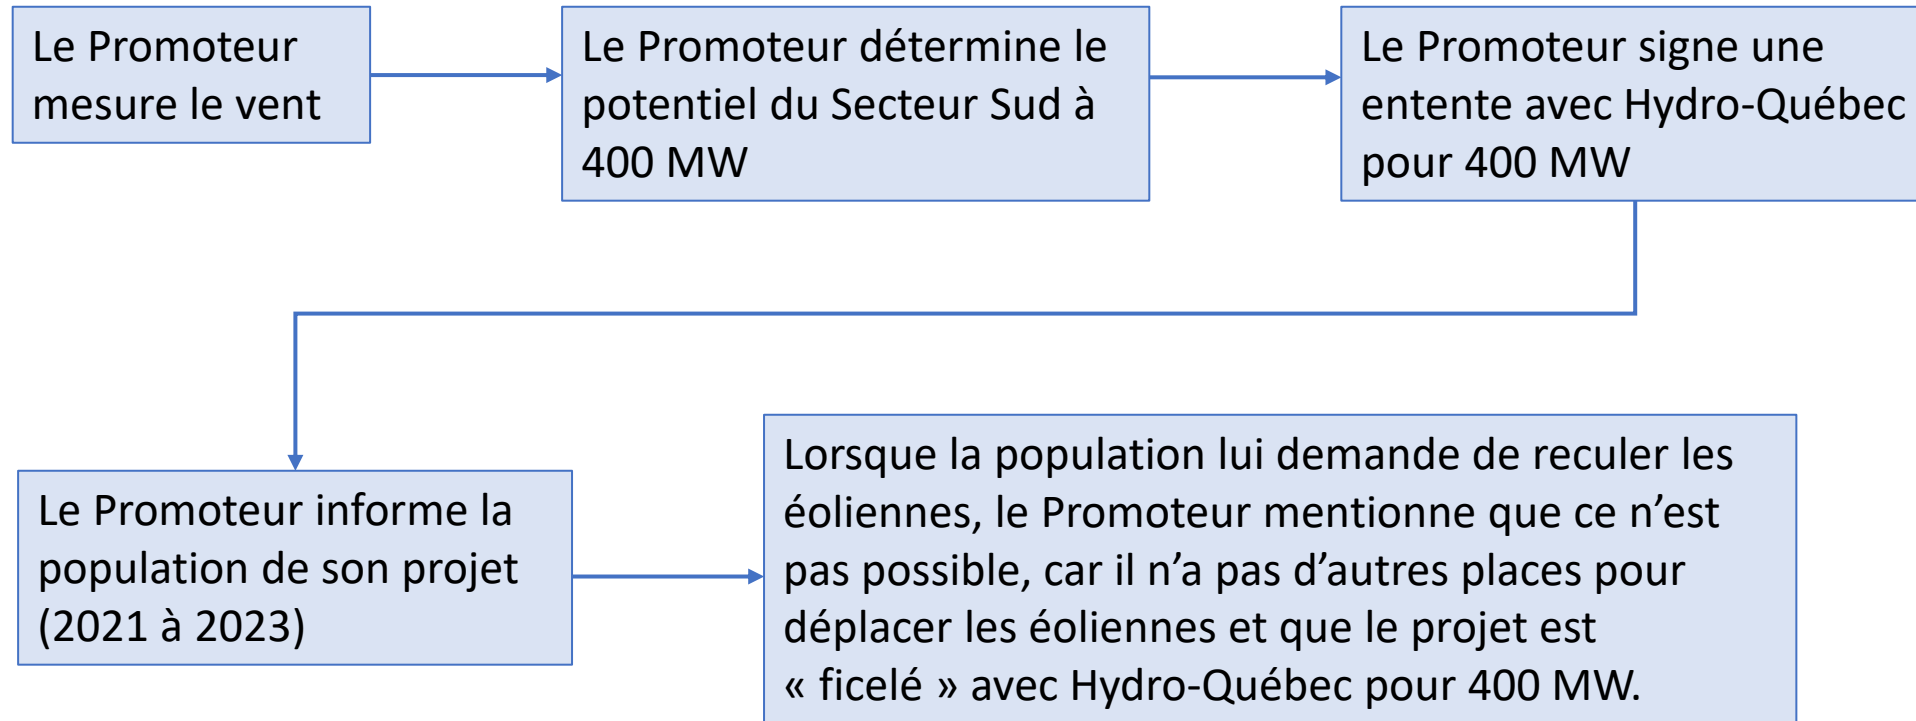 Le Promoteur
mesure le vent
Le Promoteur détermine le
potentiel du Secteur Sud à
400 MW
Le Promoteur signe une
entente avec Hydro-Québec
pour 400 MW
Le Promoteur informe la
population de son projet
(2021 à 2023)
Lorsque la population lui demande de reculer les
éoliennes, le Promoteur mentionne que ce n’est
pas possible, car il n’a pas d’autres places pour
déplacer les éoliennes et que le projet est
« ficelé » avec Hydro-Québec pour 400 MW.